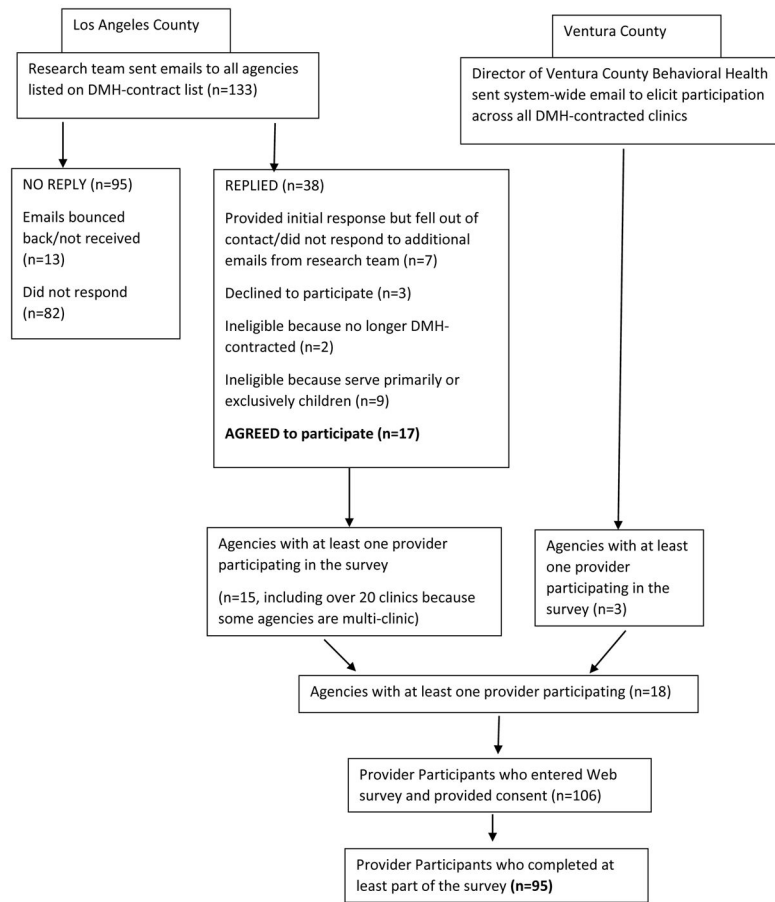 Los Angeles County
Ventura County
Research team sent emails to all agencies
listed on DMH-contract list (n=133)
Director of Ventura County Behavioral Health
sent system-wide email to elicit participation
across all DMH-contracted clinics
NO REPLY (n=95)
Emails bounced
back/not received
(n=13)
Did not respond
(n=82)
REPLIED (n=38)
Provided initial response but fell out of
contact/did not respond to additional
emails from research team (n=7)
Declined to participate (n=3)
Ineligible because no longer DMH-
contracted (n=2)
Ineligible because serve primarily or
exclusively children (n=9)
AGREED to participate (n=17)
Agencies with at least one provider
participating in the survey
(n=15, including over 20 clinics because
some agencies are multi-clinic)
Agencies with at least
one provider
participating in the
survey (n=3)
Agencies with at least one provider participating (n=18)
Provider Participants who entered Web
survey and provided consent (n=106)
Provider Participants who completed at
least part of the survey (n=95)